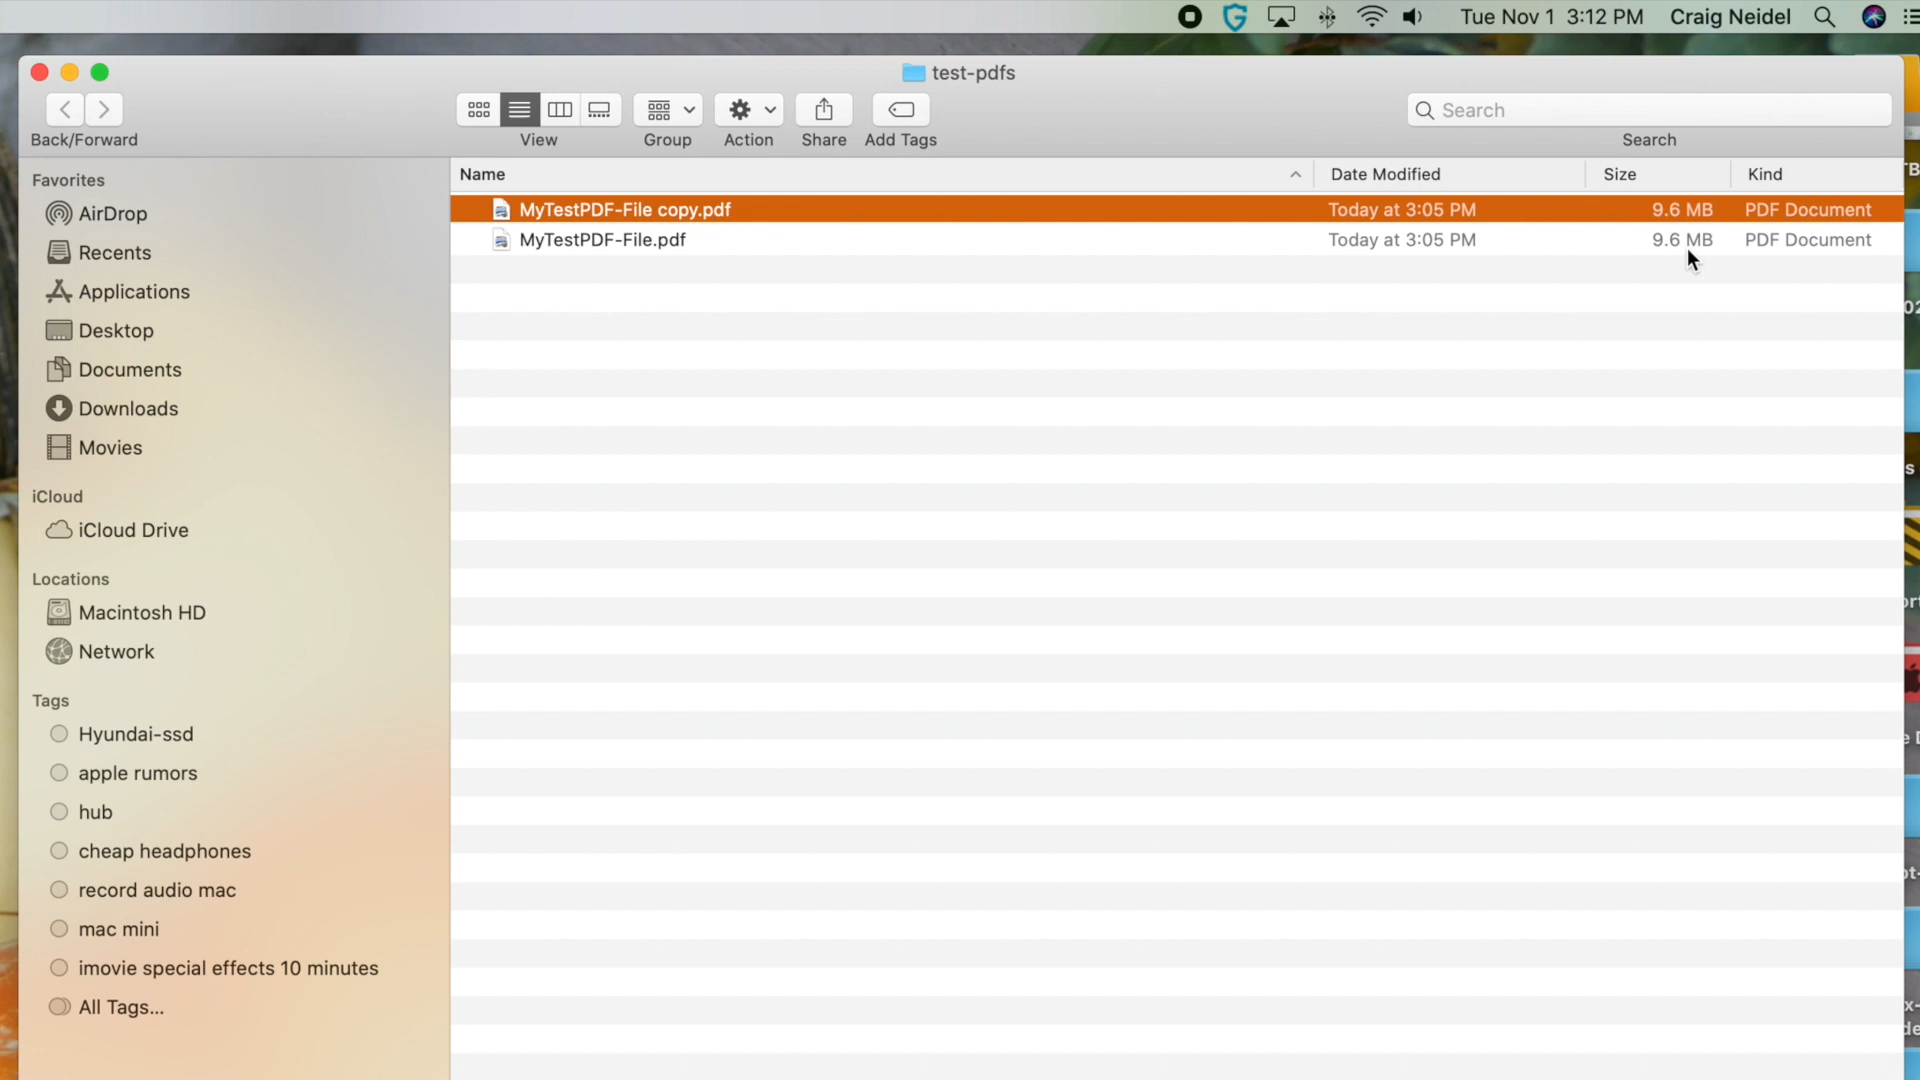 Tue Nov 1 3:12 PM Craig Neidel
test-pdfs
Search
Back/Forward View Group Action Share Add Tags Search
Name Date Modified Size Kind
MyTestPDF-File copy.pdf Today at 3:05 PM 9.6 MB PDF Document
MyTestPDF-File.pdf Today at 3:05 PM 9.6 MB PDF Document
Favorites
AirDrop
Recents
Applications
Desktop
Documents
Downloads
Movies
iCloud
iCloud Drive
Locations
Macintosh HD
Network
Tags
Hyundai-ssd
apple rumors
hub
cheap headphones
record audio mac
mac mini
imovie special effects 10 minutes
All Tags...